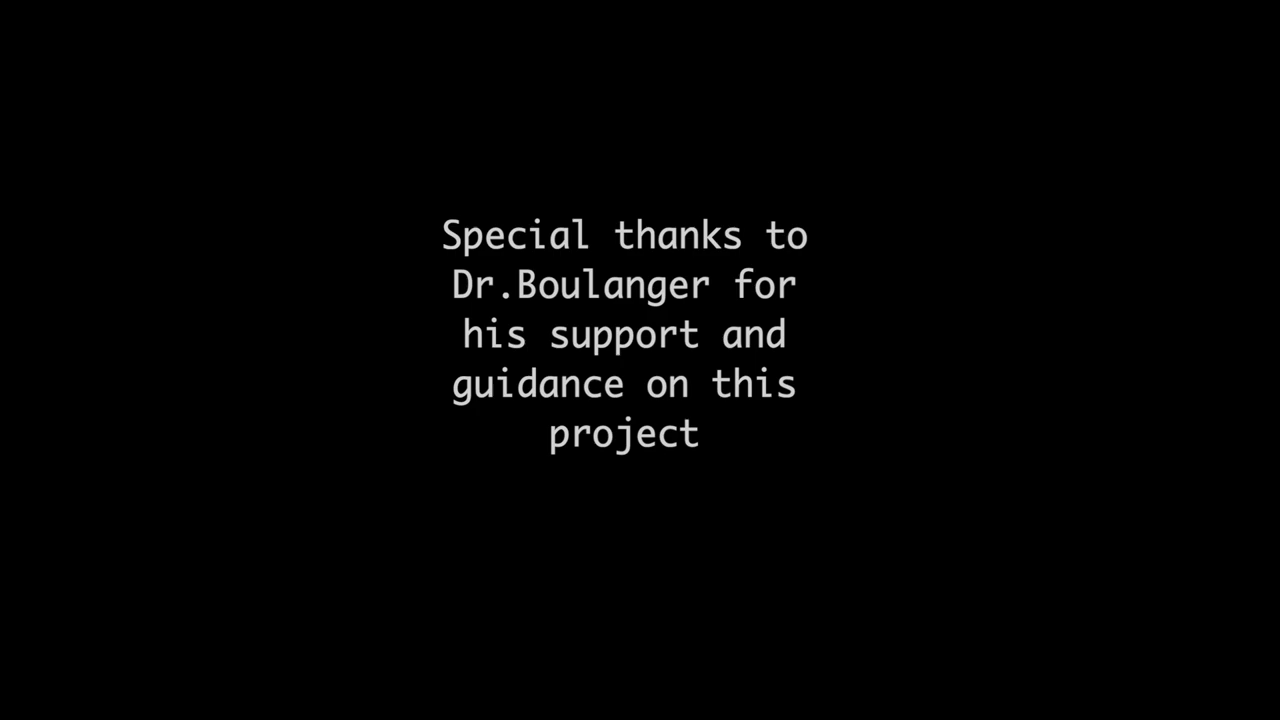 Special thanks to
Dr.Boulanger for
his support and
guidance on this
project